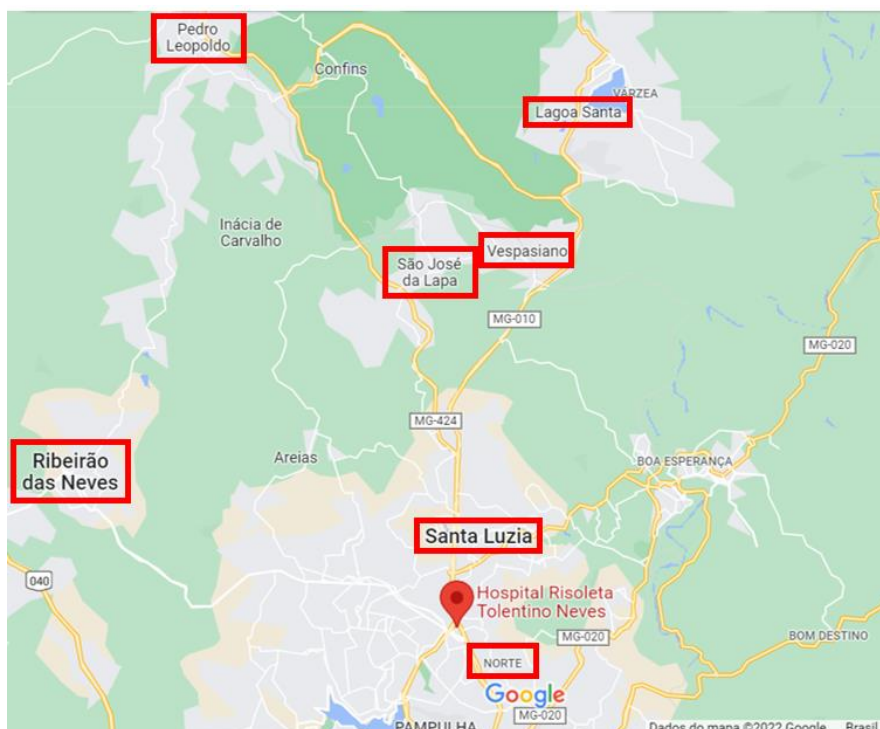 Pedro
Leopoldo
Confins
VÁRZEA
Lagoa Santa
Inácia de
Carvalho
Vespasiano
São José
da Lapa
MG-010
MG-020
MG-424
Ribeirão
das Neves
Areias
BOA ESPERANÇA
Santa Luzia
040
Hospital Risoleta
Tolentino Neves
MG-020
BOM DESTINO
NORTE
Google
MG-020
PAMPULHA
Dados do mapa ©2022 Google
Brasil